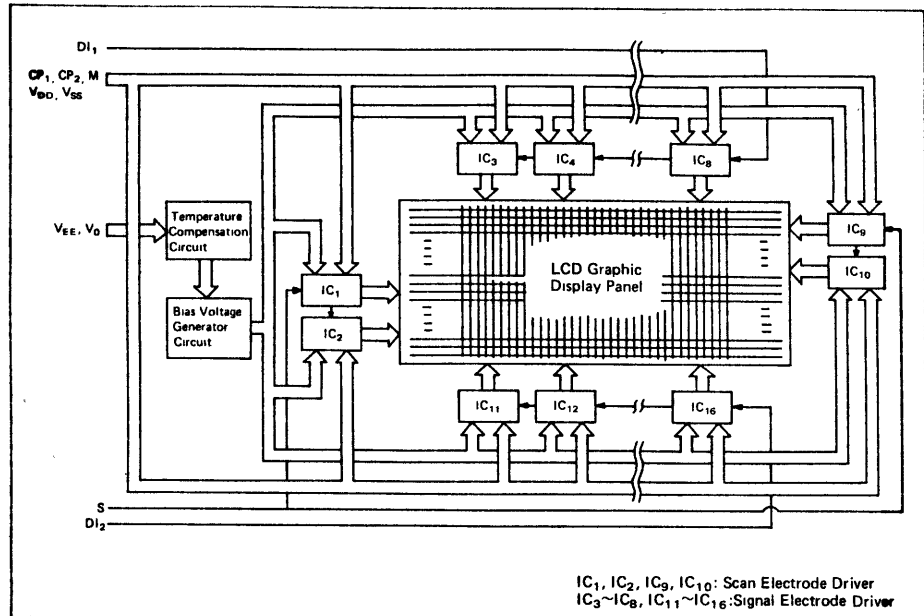 DI₁
CP₁, CP₂, M
VDD, VSS
IC₃
IC₄
IC₈
VEE, V₀
Temperature
Compensation
Circuit
Bias Voltage
Generator
Circuit
IC₁
IC₂
LCD Graphic
Display Panel
IC₉
IC₁₀
IC₁₁
IC₁₂
IC₁₆
S
DI₂
IC₁, IC₂, IC₉, IC₁₀: Scan Electrode Driver
IC₃~IC₈, IC₁₁~IC₁₆:Signal Electrode Driver